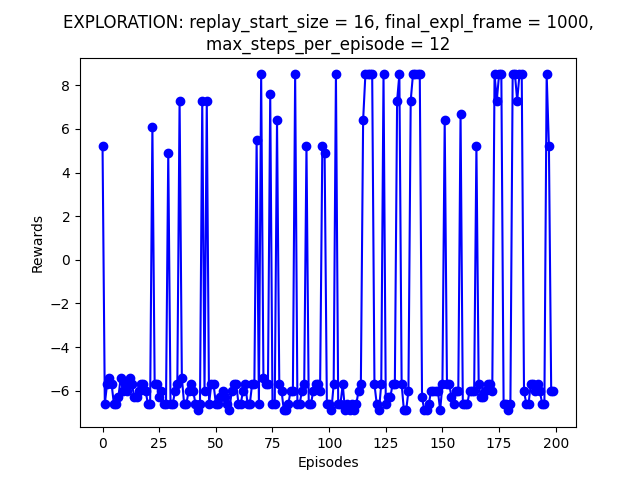 EXPLORATION: replay_start_size = 16, final_expl_frame = 1000,
max_steps_per_episode = 12
Rewards
8
6
4
2
0
−2
−4
−6
0 25 50 75 100 125 150 175 200
Episodes